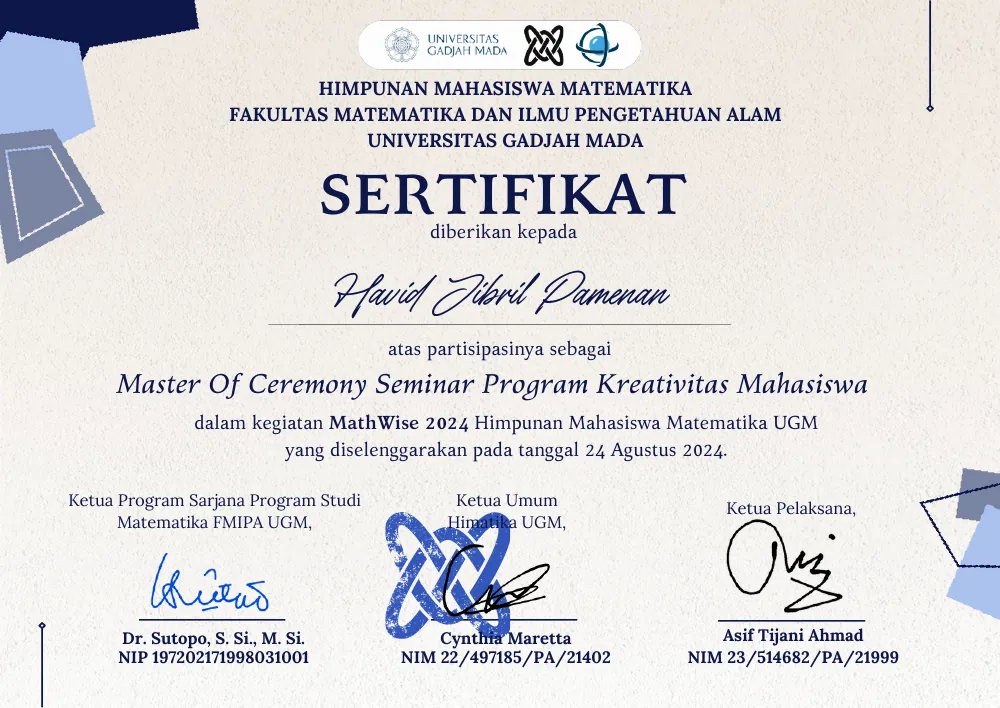 UNIVERSITAS
GADJAH MADA
HIMPUNAN MAHASISWA MATEMATIKA
FAKULTAS MATEMATIKA DAN ILMU PENGETAHUAN ALAM
UNIVERSITAS GADJAH MADA
SERTIFIKAT
diberikan kepada
Havid Jibril Pamenan
atas partisipasinya sebagai
Master Of Ceremony Seminar Program Kreativitas Mahasiswa
dalam kegiatan MathWise 2024 Himpunan Mahasiswa Matematika UGM
yang diselenggarakan pada tanggal 24 Agustus 2024.
Ketua Program Sarjana Program Studi
Matematika FMIPA UGM,
Dr. Sutopo, S. Si., M. Si.
NIP 197202171998031001
Ketua Umum
Himatika UGM,
Cynthia Maretta
NIM 22/497185/PA/21402
Ketua Pelaksana,
Asif Tijani Ahmad
NIM 23/514682/PA/21999